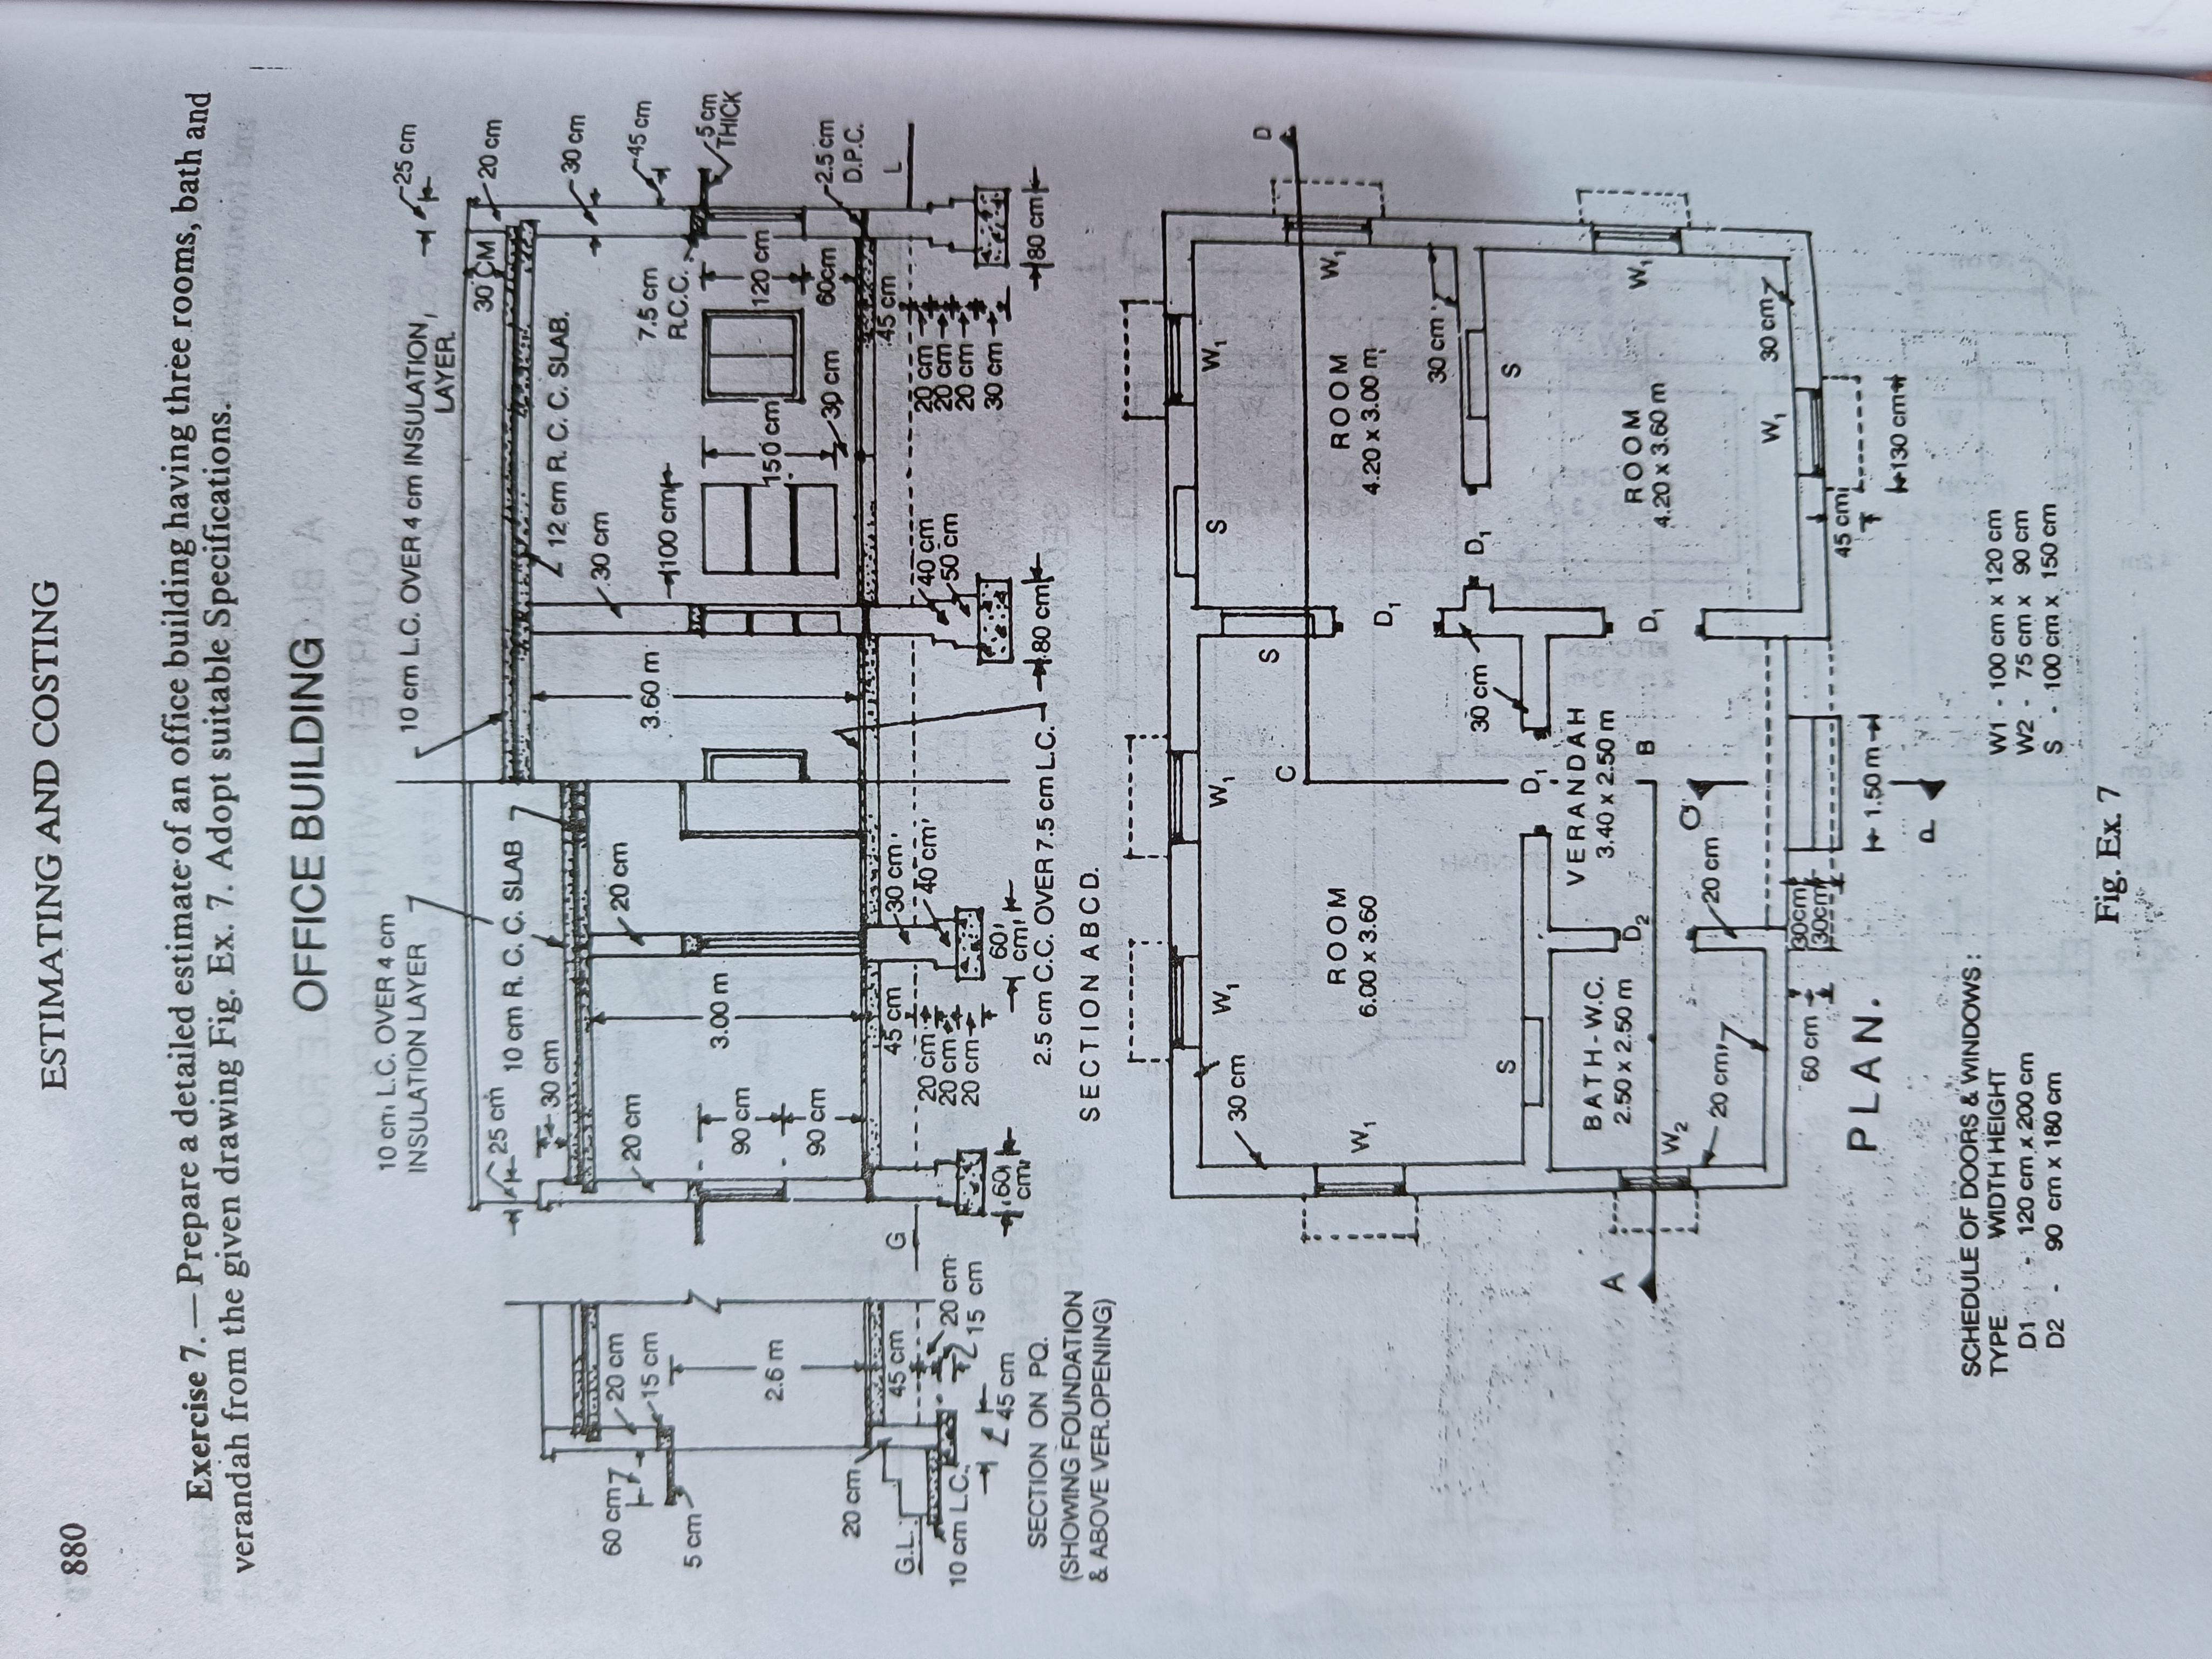 880
ESTIMATING AND COSTING
Exercise 7.—Prepare a detailed estimate of an office building having three rooms, bath and
verandah from the given drawing Fig. Ex. 7. Adopt suitable Specifications.
OFFICE BUILDING
10 cm L.C. OVER 4 cm
INSULATION LAYER
10 cm L.C. OVER 4 cm INSULATION,
LAYER.
25 cm
25 cm
20 cm
30 CM
10 cm R. C. C. SLAB
12 cm R. C. C. SLAB.
30 cm
30 cm
30 cm
45 cm
5 cm
THICK
7.5 cm
R.C.C.
20 cm
20 cm
20 cm
15 cm
60 cm
5 cm
2.6 m
3.00 m
3.60 m
100 cm
150 cm
120 cm
60cm
90 cm
90 cm
30 cm
2.5 cm
D.P.C.
20 cm
45 cm
45 cm
45 cm
G.L.
G
L
10 cm L.C.,
20 cm
15 cm
45 cm
20 cm
20 cm
20 cm
30 cm
40 cm
40 cm
50 cm
20 cm
20 cm
20 cm
30 cm
60
cm
60
cm
80 cm
80 cm
2.5 cm C.C. OVER 7.5 cm L.C.
SECTION ON PQ.
(SHOWING FOUNDATION
& ABOVE VER.OPENING)
SECTION ABCD.
W1
W1
W1
S
D
30 cm
ROOM
6.00 x 3.60
C
S
ROOM
4.20 x 3.00 m
W1
W1
D1
30 cm
S
S
D1
30 cm
D1
BATH-W.C.
2.50 x 2.50 m
VERANDAH
3.40 x 2.50 m
ROOM
4.20 x 3.60 m
W1
A
W2
D2
B
D1
20 cm
20 cm
W1
30 cm
60 cm
30cm
30cm
1.50 m
45 cm
130 cm
P
PLAN.
SCHEDULE OF DOORS & WINDOWS:
TYPE WIDTH HEIGHT
D1 - 120 cm x 200 cm
D2 - 90 cm x 180 cm
W1 - 100 cm x 120 cm
W2 - 75 cm x 90 cm
S - 100 cm x 150 cm
Fig. Ex. 7